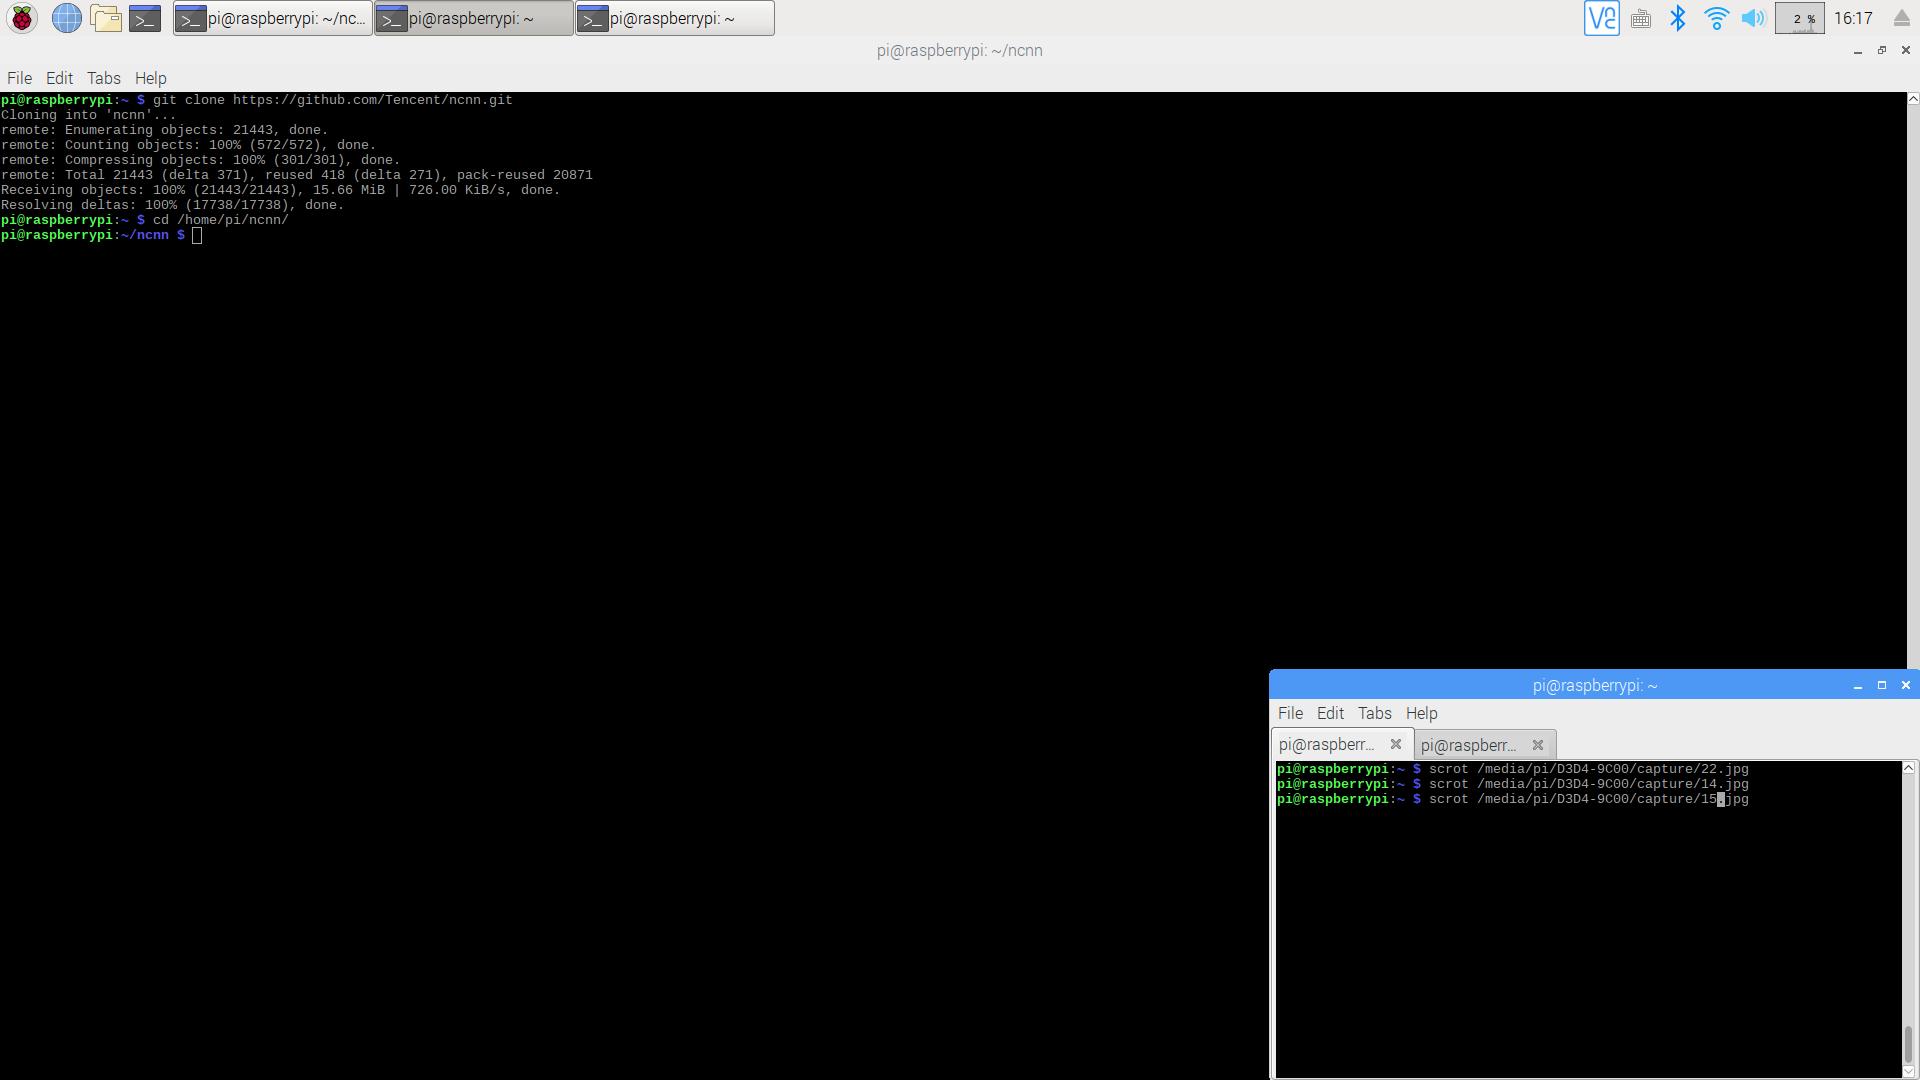 pi@raspberrypi: ~/nc...
pi@raspberrypi: ~
pi@raspberrypi: ~
2 %
16:17
pi@raspberrypi: ~/ncnn
File Edit Tabs Help
pi@raspberrypi:~ $ git clone https://github.com/Tencent/ncnn.git
Cloning into 'ncnn'...
remote: Enumerating objects: 21443, done.
remote: Counting objects: 100% (572/572), done.
remote: Compressing objects: 100% (301/301), done.
remote: Total 21443 (delta 371), reused 418 (delta 271), pack-reused 20871
Receiving objects: 100% (21443/21443), 15.66 MiB | 726.00 KiB/s, done.
Resolving deltas: 100% (17738/17738), done.
pi@raspberrypi:~ $ cd /home/pi/ncnn/
pi@raspberrypi:~/ncnn $
pi@raspberrypi: ~
File Edit Tabs Help
pi@raspberr...
pi@raspberr...
pi@raspberrypi:~ $ scrot /media/pi/D3D4-9C00/capture/22.jpg
pi@raspberrypi:~ $ scrot /media/pi/D3D4-9C00/capture/14.jpg
pi@raspberrypi:~ $ scrot /media/pi/D3D4-9C00/capture/15.jpg